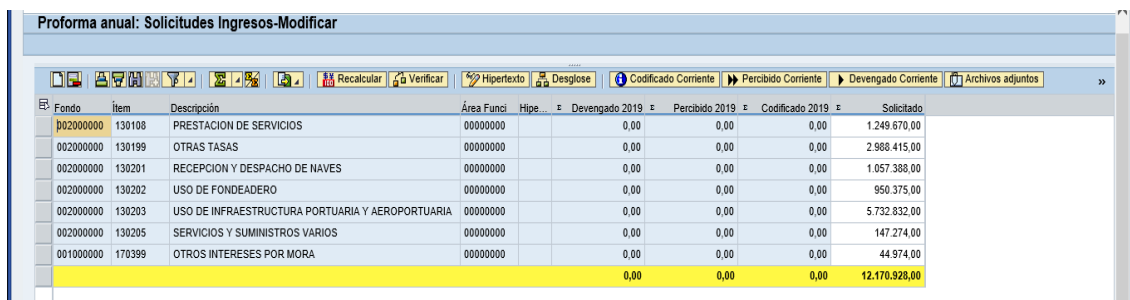 Proforma anual: Solicitudes Ingresos-Modificar
Recalcular Verificar Hipertexto Desglose Codificado Corriente Percibido Corriente Devengado Corriente Archivos adjuntos »
Fondo Ítem Descripción Área Funci Hipe... Σ Devengado 2019 Σ Percibido 2019 Σ Codificado 2019 Σ Solicitado
002000000 130108 PRESTACION DE SERVICIOS 00000000 0,00 0,00 0,00 1.249.670,00
002000000 130199 OTRAS TASAS 00000000 0,00 0,00 0,00 2.988.415,00
002000000 130201 RECEPCION Y DESPACHO DE NAVES 00000000 0,00 0,00 0,00 1.057.388,00
002000000 130202 USO DE FONDEADERO 00000000 0,00 0,00 0,00 950.375,00
002000000 130203 USO DE INFRAESTRUCTURA PORTUARIA Y AEROPORTUARIA 00000000 0,00 0,00 0,00 5.732.832,00
002000000 130205 SERVICIOS Y SUMINISTROS VARIOS 00000000 0,00 0,00 0,00 147.274,00
001000000 170399 OTROS INTERESES POR MORA 00000000 0,00 0,00 0,00 44.974,00
0,00 0,00 0,00 12.170.928,00